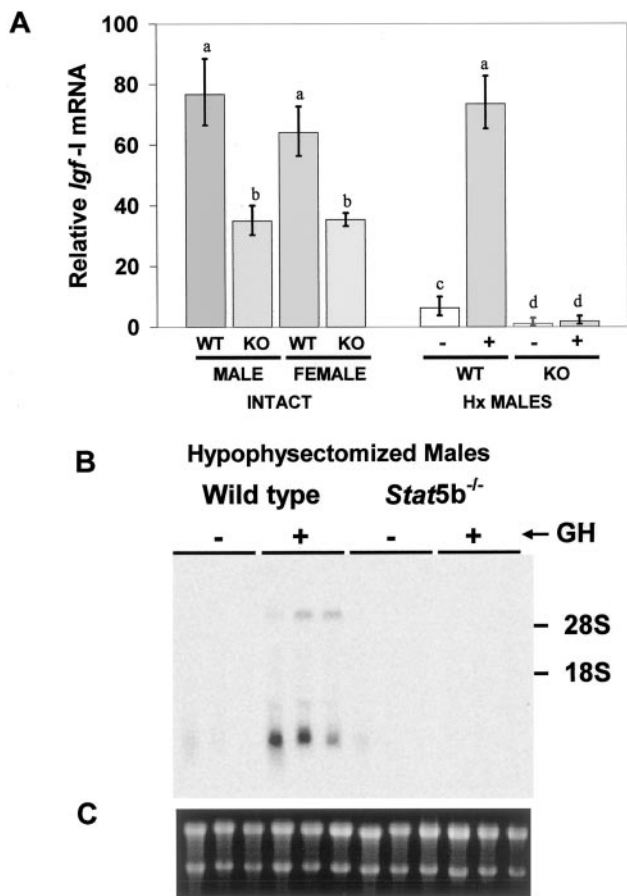 A
Relative Igf -I mRNA
100
80
60
40
20
0
a
b
a
b
c
a
d
d
WT KO WT KO - + - +
MALE FEMALE WT KO
INTACT Hx MALES
B
Hypophysectomized Males
Wild type Stat5b-/-
- + - + ← GH
28S
18S
C